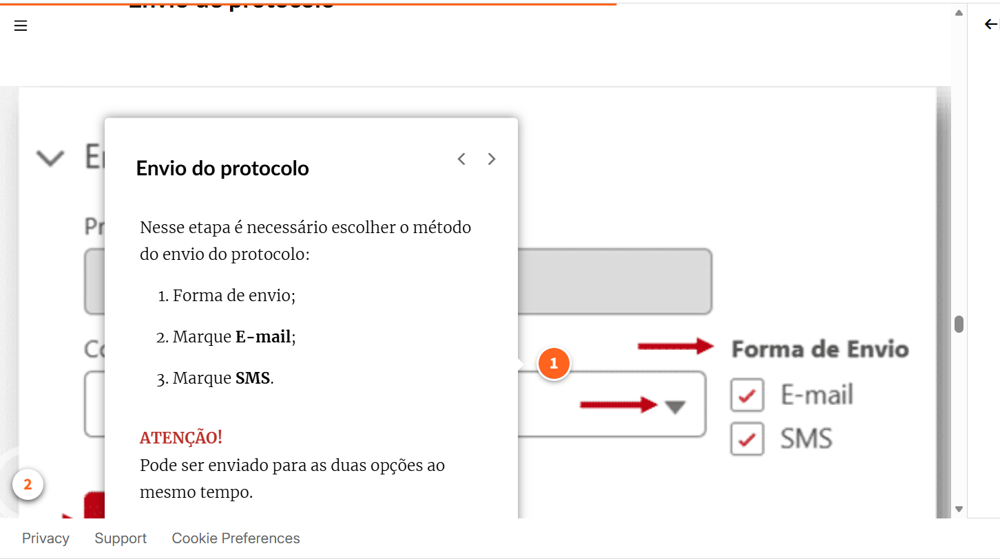 Envio do protocolo
Envio do protocolo
Nesse etapa é necessário escolher o método
do envio do protocolo:
1. Forma de envio;
2. Marque E-mail;
3. Marque SMS.
ATENÇÃO!
Pode ser enviado para as duas opções ao
mesmo tempo.
1
Forma de Envio
E-mail
SMS
2
Privacy Support Cookie Preferences